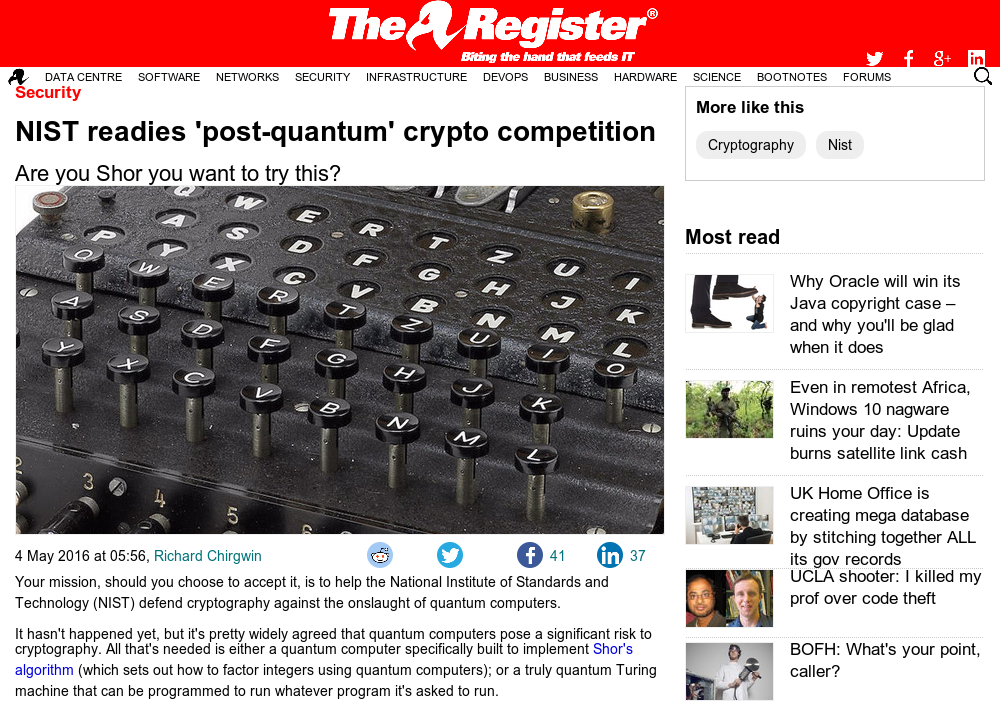 The Register®
Biting the hand that feeds IT
DATA CENTRE SOFTWARE NETWORKS SECURITY INFRASTRUCTURE DEVOPS BUSINESS HARDWARE SCIENCE BOOTNOTES FORUMS
Security
NIST readies 'post-quantum' crypto competition
Are you Shor you want to try this?
Q W E R T Z U I
A S D F G H J K
P Y X C V B N M L
Q W E R T Z U I O
A S D F G H J K
Y X C V B N M L
2 3 4 5 6
4 May 2016 at 05:56, Richard Chirgwin
41
in 37
Your mission, should you choose to accept it, is to help the National Institute of Standards and
Technology (NIST) defend cryptography against the onslaught of quantum computers.
It hasn't happened yet, but it's pretty widely agreed that quantum computers pose a significant risk to
cryptography. All that's needed is either a quantum computer specifically built to implement Shor's
algorithm (which sets out how to factor integers using quantum computers); or a truly quantum Turing
machine that can be programmed to run whatever program it's asked to run.
f g+ in
More like this
Cryptography Nist
Most read
Why Oracle will win its
Java copyright case –
and why you'll be glad
when it does
Even in remotest Africa,
Windows 10 nagware
ruins your day: Update
burns satellite link cash
UK Home Office is
creating mega database
by stitching together ALL
its gov records
UCLA shooter: I killed my
prof over code theft
BOFH: What's your point,
caller?